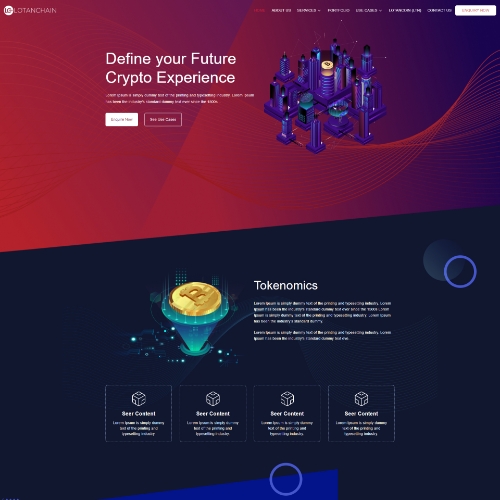 LOTANCHAIN
HOME ABOUT US SERVICES PORTFOLIO USE CASES LOTANCOIN (LTN) CONTACT US ENQUIRY NOW
Define your Future
Crypto Experience
Lorem Ipsum is simply dummy text of the printing and typesetting industry. Lorem Ipsum
has been the industry's standard dummy text ever since the 1500s.
Enquire Now See Use Cases
Tokenomics
Lorem Ipsum is simply dummy text of the printing and typesetting industry. Lorem
Ipsum has been the industry's standard dummy text ever since the 1500s Lorem
Ipsum is simply dummy text of the printing and typesetting industry. Lorem Ipsum has
been the industry's standard dummy
Lorem Ipsum is simply dummy text of the printing and typesetting industry. Lorem
Ipsum has been the industry's standard dummy text eve.
Seer Content Seer Content Seer Content Seer Content
Lorem Ipsum is simply dummy Lorem Ipsum is simply dummy Lorem Ipsum is simply dummy Lorem Ipsum is simply dummy
text of the printing and text of the printing and text of the printing and text of the printing and
typesetting industry typesetting industry typesetting industry typesetting industry